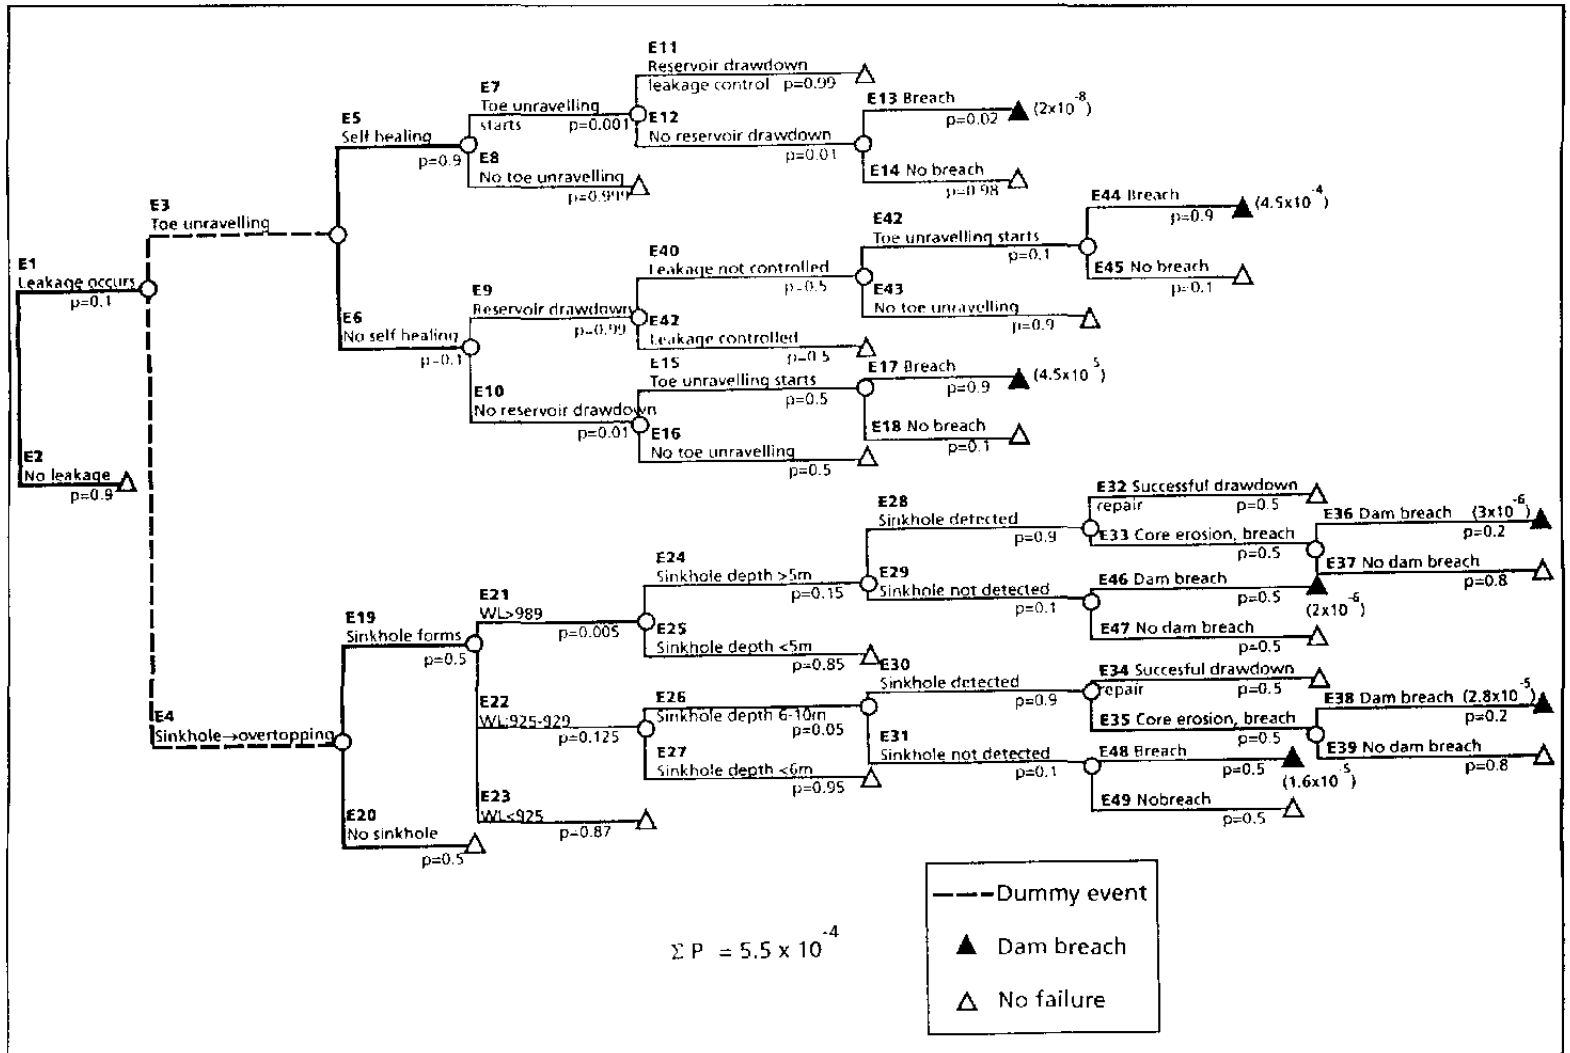 E1
Leakage occurs
p=0.1
E2
No leakage
p=0.9
E3
Toe unravelling
E4
Sinkhole→overtopping
E5
Self healing
p=0.9
E6
No self healing
p=0.1
E7
Toe unravelling
starts
p=0.001
E8
No toe unravelling
p=0.999
E9
Reservoir drawdown
p=0.99
E10
No reservoir drawdown
p=0.01
E11
Reservoir drawdown
leakage control p=0.99
E12
No reservoir drawdown
p=0.01
E13 Breach
p=0.02
(2x10-8)
E14 No breach
p=0.98
E40
Leakage not controlled
p=0.5
E42
Leakage controlled
p=0.5
E42
Toe unravelling starts
p=0.1
E43
No toe unravelling
p=0.9
E44 Breach
p=0.9
(4.5x10-4)
E45 No breach
p=0.1
E15
Toe unravelling starts
p=0.5
E16
No toe unravelling
p=0.5
E17 Breach
p=0.9
(4.5x10 5)
E18 No breach
p=0.1
E19
Sinkhole forms
p=0.5
E20
No sinkhole
p=0.5
E21
WL>989
p=0.005
E22
WL:925-929
p=0.125
E23
WL<925
p=0.87
E24
Sinkhole depth >5m
p=0.15
E25
Sinkhole depth <5m
p=0.85
E26
Sinkhole depth 6-10m
p=0.05
E27
Sinkhole depth <6m
p=0.95
E28
Sinkhole detected
p=0.9
E29
Sinkhole not detected
p=0.1
E30
Sinkhole detected
p=0.9
E31
Sinkhole not detected
p=0.1
E32 Successful drawdown
repair
p=0.5
E33 Core erosion, breach
p=0.5
E36 Dam breach (3x10-6)
p=0.2
E37 No dam breach
p=0.8
E46 Dam breach
p=0.5
(2x10-6)
E47 No dam breach
p=0.5
E34 Succesful drawdown
repair
p=0.5
E35 Core erosion, breach
p=0.5
E38 Dam breach (2.8x10-5)
p=0.2
E39 No dam breach
p=0.8
E48 Breach
p=0.5
(1.6x10-5)
E49 Nobreach
p=0.5
Σ P = 5.5 x 10-4
Dummy event
Dam breach
No failure